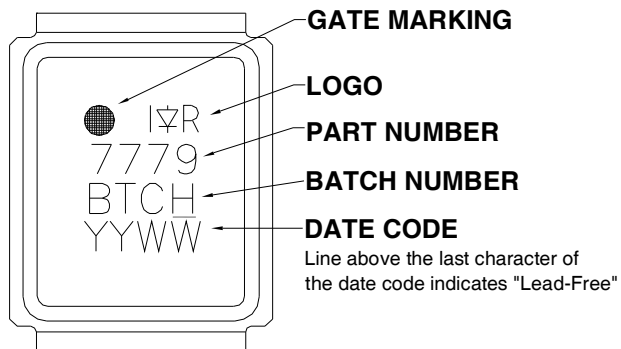 GATE MARKING
I R
LOGO
7779
PART NUMBER
BTCH
BATCH NUMBER
YYWW̅
DATE CODE
Line above the last character of
the date code indicates "Lead-Free"